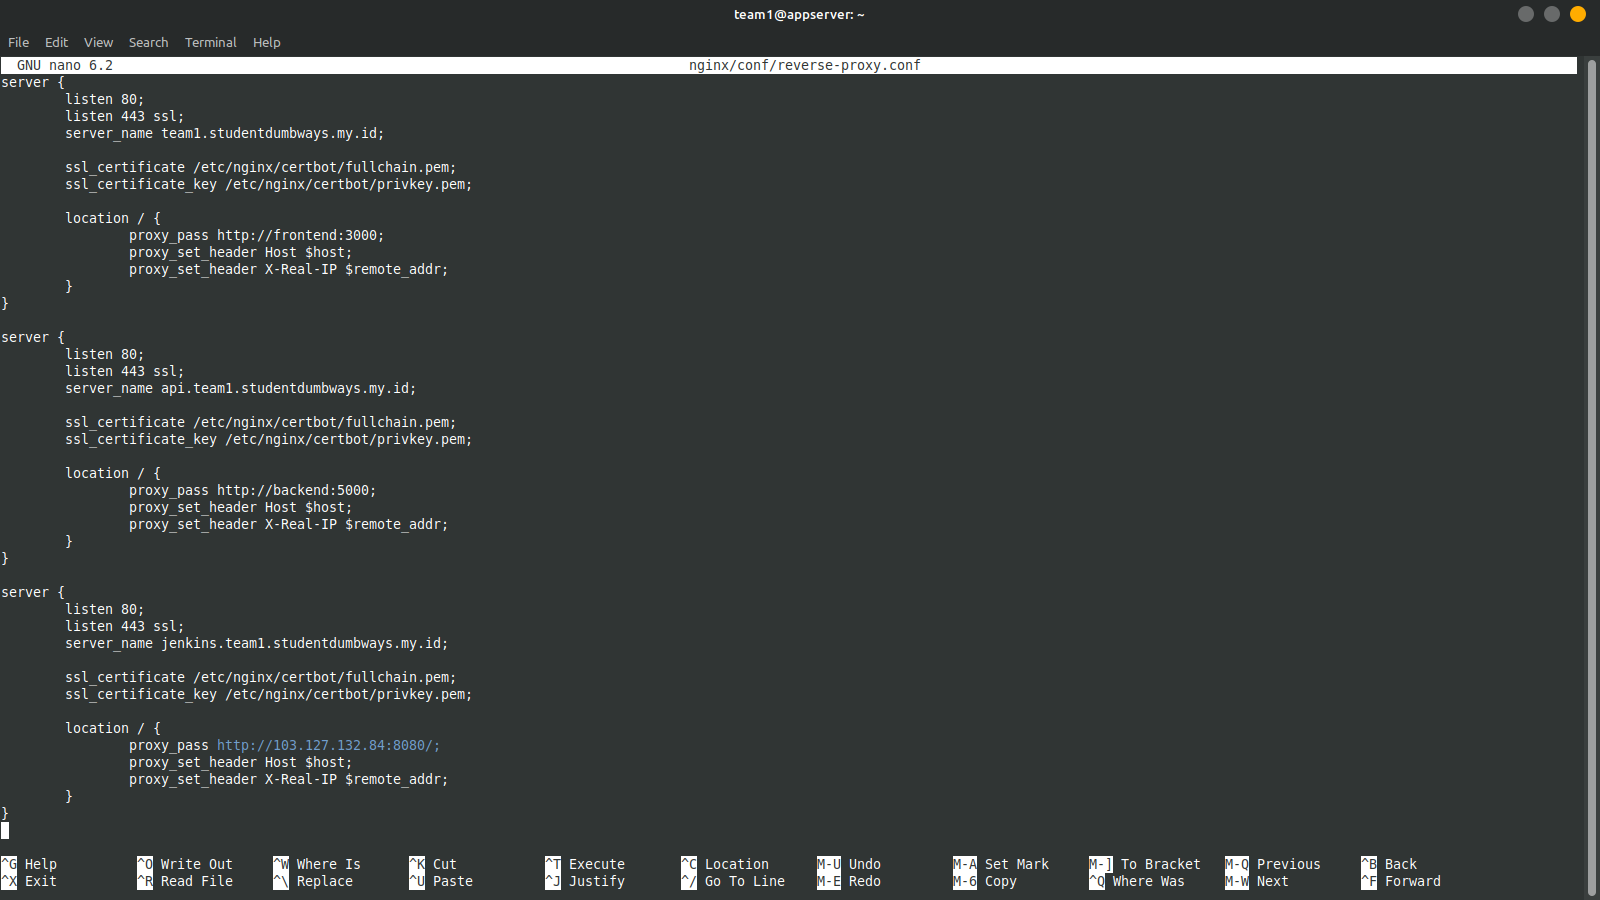 team1@appserver: ~
File Edit View Search Terminal Help
GNU nano 6.2 nginx/conf/reverse-proxy.conf
server {
        listen 80;
        listen 443 ssl;
        server_name team1.studentdumbways.my.id;

        ssl_certificate /etc/nginx/certbot/fullchain.pem;
        ssl_certificate_key /etc/nginx/certbot/privkey.pem;

        location / {
                proxy_pass http://frontend:3000;
                proxy_set_header Host $host;
                proxy_set_header X-Real-IP $remote_addr;
        }
}

server {
        listen 80;
        listen 443 ssl;
        server_name api.team1.studentdumbways.my.id;

        ssl_certificate /etc/nginx/certbot/fullchain.pem;
        ssl_certificate_key /etc/nginx/certbot/privkey.pem;

        location / {
                proxy_pass http://backend:5000;
                proxy_set_header Host $host;
                proxy_set_header X-Real-IP $remote_addr;
        }
}

server {
        listen 80;
        listen 443 ssl;
        server_name jenkins.team1.studentdumbways.my.id;

        ssl_certificate /etc/nginx/certbot/fullchain.pem;
        ssl_certificate_key /etc/nginx/certbot/privkey.pem;

        location / {
                proxy_pass http://103.127.132.84:8080/;
                proxy_set_header Host $host;
                proxy_set_header X-Real-IP $remote_addr;
        }
}
^G Help ^O Write Out ^W Where Is ^K Cut ^T Execute ^C Location M-U Undo M-A Set Mark M-] To Bracket M-Q Previous ^B Back
^X Exit ^R Read File ^\ Replace ^U Paste ^J Justify ^/ Go To Line M-E Redo M-6 Copy ^Q Where Was M-W Next ^F Forward